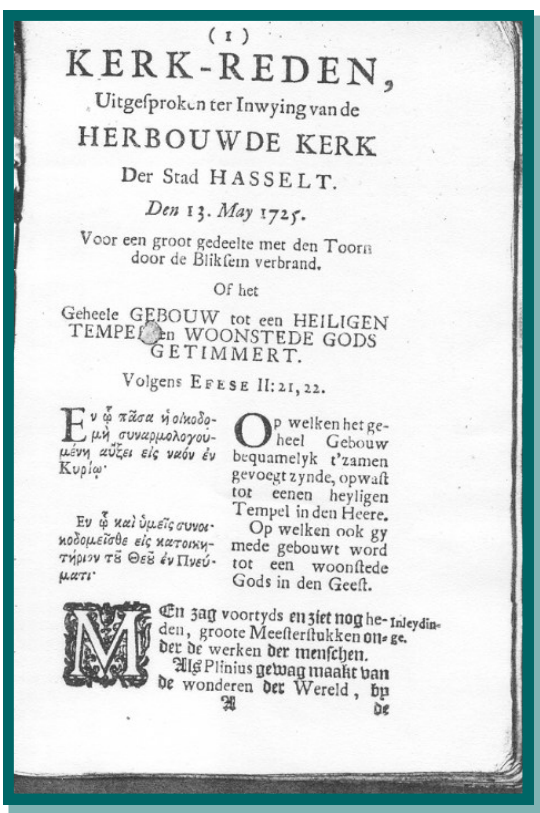 ( 1 )
KERK-REDEN,
Uitgeſproken ter Inwying van de
HERBOUWDE KERK
Der Stad HASSELT.
Den 13. May 1725.
Voor een groot gedeelte met den Toorn
door de Blikſem verbrand.
Of het
Geheele GEBOUW tot een HEILIGEN
TEMPEL en WOONSTEDE GODS
GETIMMERT.
Volgens EFESE II: 21, 22.
Εν ᾧ πᾶσα ἡ οἰκοδο-
μὴ συναρμολογου-
μένη αὔξει εἰς ναόν ἐν
Κυρίῳ·
Εν ᾧ καὶ ὑμεῖς συνοι-
κοδομεῖσθε εἰς κατοικη-
τήριον τȣ͂ Θεȣ͂ ἐν Πνεύ-
ματι·
OP welken het ge-
heel Gebouw
bequamelyk t'zamen
gevoegt zynde, opwaſt
tot eenen heyligen
Tempel in den Heere.
Op welken ook gy
mede gebouwt word
tot een woonſtede
Gods in den Geeſt.
MEn zag voortyds en ziet nog he-
den, groote Meeſterſtukken on-
der de werken der menſchen.
Als Plinius gewag maakt van
de wonderen der Wereld, by
Inleydin-
ge.
A
de